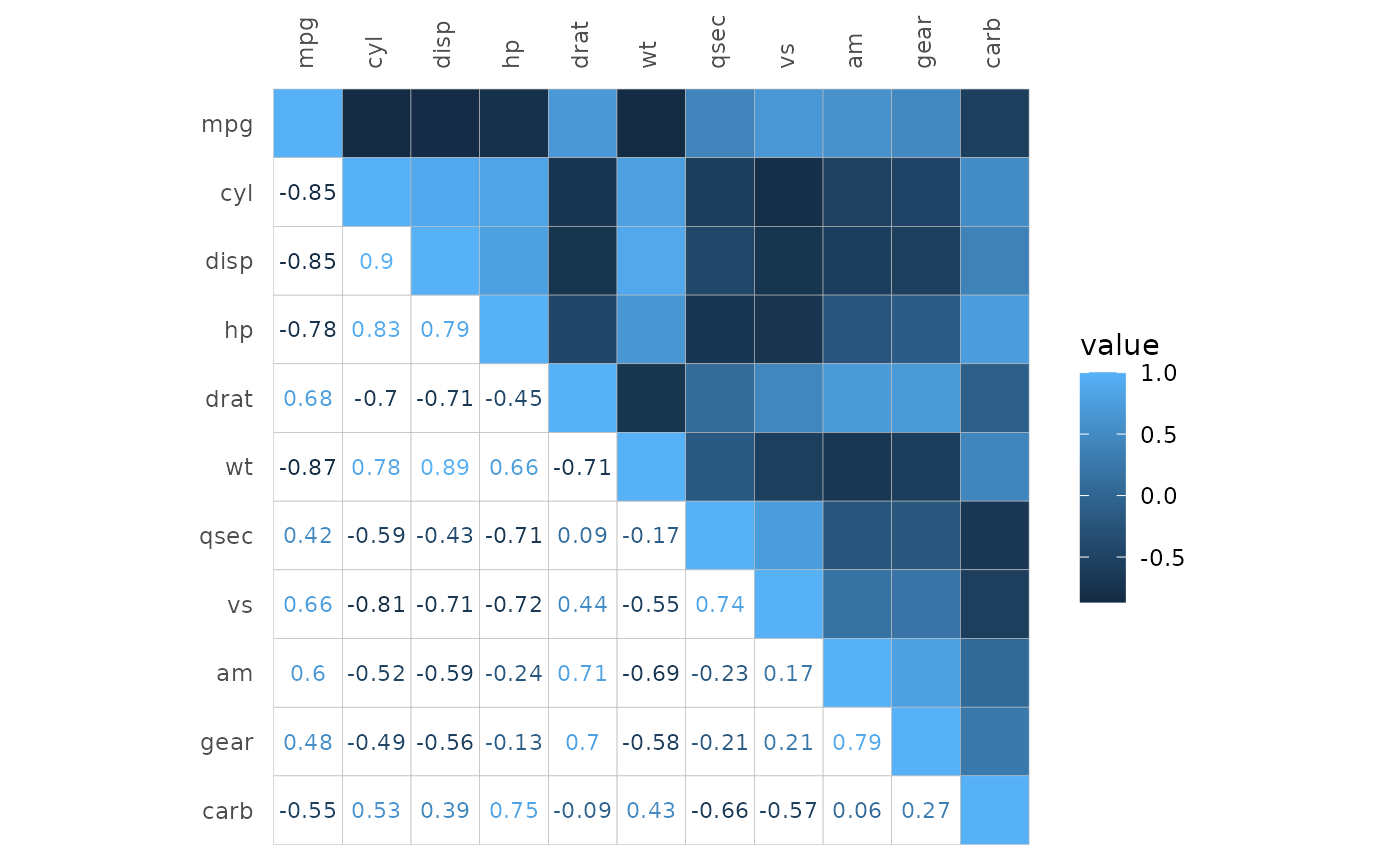 mpg cyl disp hp drat wt qsec vs am gear carb
mpg
cyl -0.85
disp -0.85 0.9
hp -0.78 0.83 0.79
drat 0.68 -0.7 -0.71 -0.45
wt -0.87 0.78 0.89 0.66 -0.71
qsec 0.42 -0.59 -0.43 -0.71 0.09 -0.17
vs 0.66 -0.81 -0.71 -0.72 0.44 -0.55 0.74
am 0.6 -0.52 -0.59 -0.24 0.71 -0.69 -0.23 0.17
gear 0.48 -0.49 -0.56 -0.13 0.7 -0.58 -0.21 0.21 0.79
carb -0.55 0.53 0.39 0.75 -0.09 0.43 -0.66 -0.57 0.06 0.27
value
1.0
0.5
0.0
-0.5